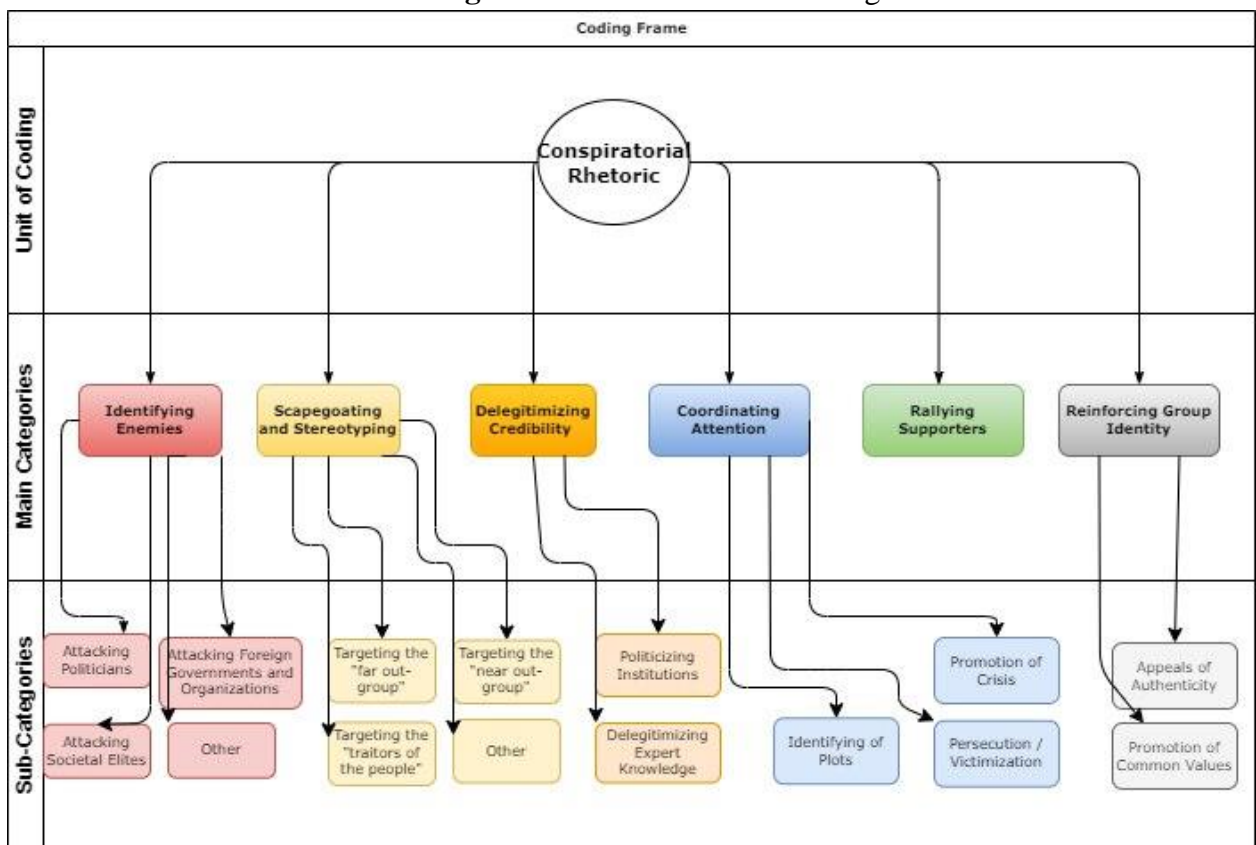 Coding Frame
Unit of Coding
Conspiratorial
Rhetoric
Main Categories
Identifying
Enemies
Scapegoating
and Stereotyping
Delegitimizing
Credibility
Coordinating
Attention
Rallying
Supporters
Reinforcing Group
Identity
Sub-Categories
Attacking
Politicians
Attacking Foreign
Governments and
Organizations
Targeting the
"far out-
group"
Targeting the
"near out-
group"
Politicizing
Institutions
Promotion of
Crisis
Appeals of
Authenticity
Attacking
Societal Elites
Other
Targeting the
"traitors of
the people"
Other
Delegitimizing
Expert
Knowledge
Identifying of
Plots
Persecution /
Victimization
Promotion of
Common Values